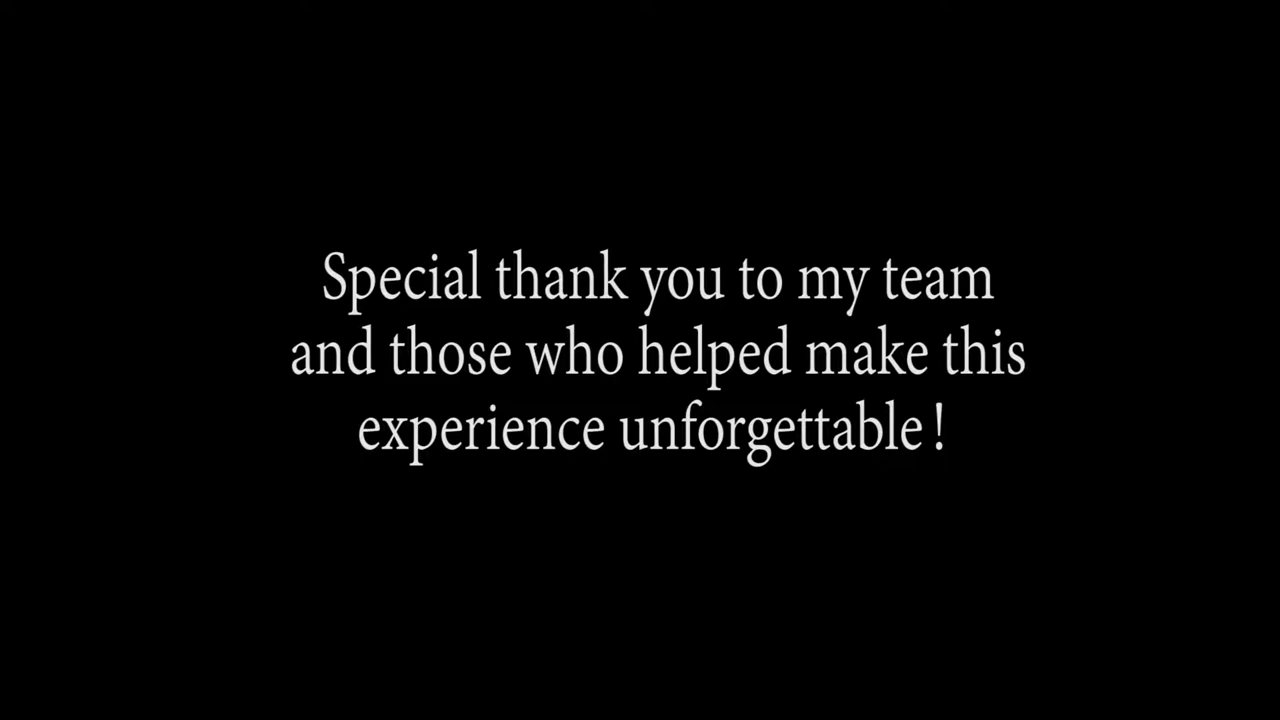 Special thank you to my team
and those who helped make this
experience unforgettable!